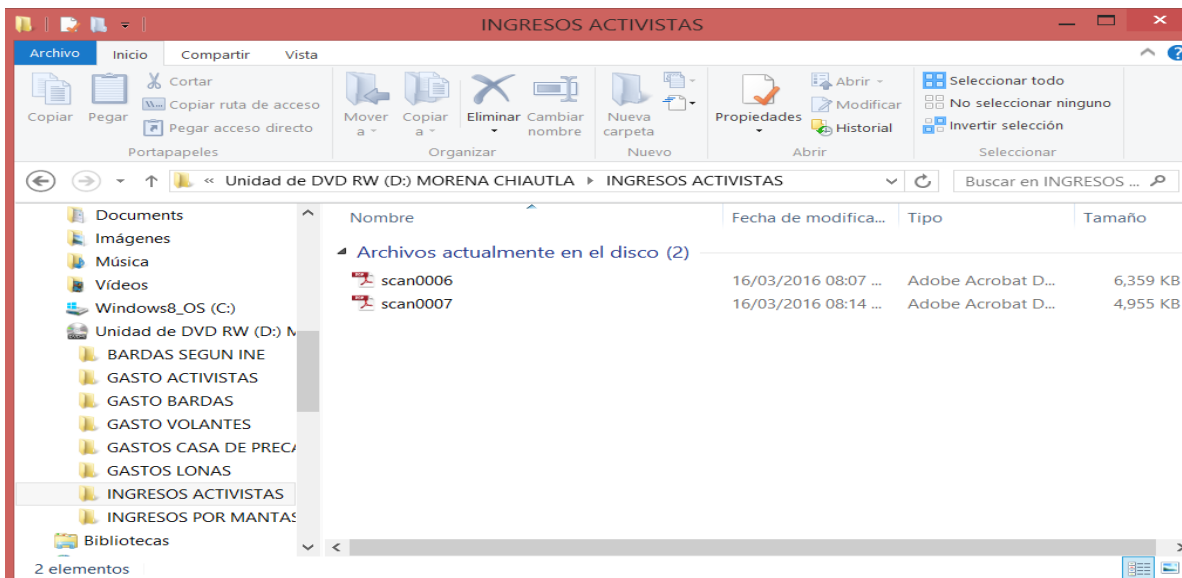 INGRESOS ACTIVISTAS
Archivo Inicio Compartir Vista
Copiar Pegar Cortar Copiar ruta de acceso Pegar acceso directo
Mover a Copiar a Eliminar Cambiar nombre
Nueva carpeta
Propiedades Abrir Modificar Historial
Seleccionar todo No seleccionar ninguno Invertir selección
Portapapeles Organizar Nuevo Abrir Seleccionar
« Unidad de DVD RW (D:) MORENA CHIAUTLA INGRESOS ACTIVISTAS Buscar en INGRESOS ...
Documents
Imágenes
Música
Vídeos
Windows8_OS (C:)
Unidad de DVD RW (D:) M
BARDAS SEGUN INE
GASTO ACTIVISTAS
GASTO BARDAS
GASTO VOLANTES
GASTOS CASA DE PRECA
GASTOS LONAS
INGRESOS ACTIVISTAS
INGRESOS POR MANTAS
Bibliotecas
Nombre Fecha de modifica... Tipo Tamaño
Archivos actualmente en el disco (2)
scan0006 16/03/2016 08:07 ... Adobe Acrobat D... 6,359 KB
scan0007 16/03/2016 08:14 ... Adobe Acrobat D... 4,955 KB
2 elementos